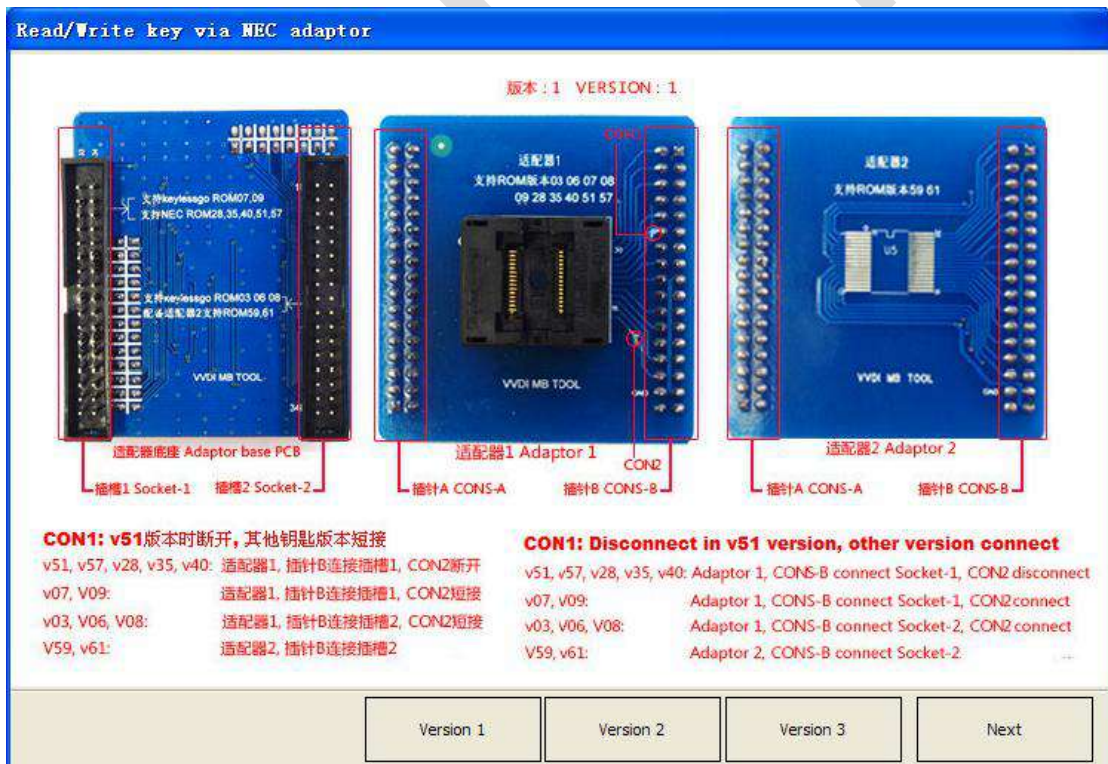 Read/Write key via NEC adaptor
版本：1 VERSION：1
支持keylessgo ROM07,09
支持NEC ROM28,35,40,51,57
支持keylessgo ROM03 06 08
配备适配器2支持ROM59,61
VVDI MB TOOL
34
适配器底座 Adaptor base PCB
插槽1 Socket-1
插槽2 Socket-2
CON1
适配器1
支持ROM版本03 06 07 08
09 28 35 40 51 57
VVDI MB TOOL
GND
适配器1 Adaptor 1
CON2
插针A CONS-A
插针B CONS-B
适配器2
支持ROM版本59 61
U5
VVDI MB TOOL
GND
适配器2 Adaptor 2
插针A CONS-A
插针B CONS-B
CON1: v51版本时断开, 其他钥匙版本短接
v51, v57, v28, v35, v40: 适配器1, 插针B连接插槽1, CON2断开
v07, V09: 适配器1, 插针B连接插槽1, CON2短接
v03, V06, V08: 适配器1, 插针B连接插槽2, CON2短接
V59, v61: 适配器2, 插针B连接插槽2
CON1: Disconnect in v51 version, other version connect
v51, v57, v28, v35, v40: Adaptor 1, CONS-B connect Socket-1, CON2 disconnect
v07, V09: Adaptor 1, CONS-B connect Socket-1, CON2 connect
v03, V06, V08: Adaptor 1, CONS-B connect Socket-2, CON2 connect
V59, v61: Adaptor 2, CONS-B connect Socket-2
Version 1
Version 2
Version 3
Next